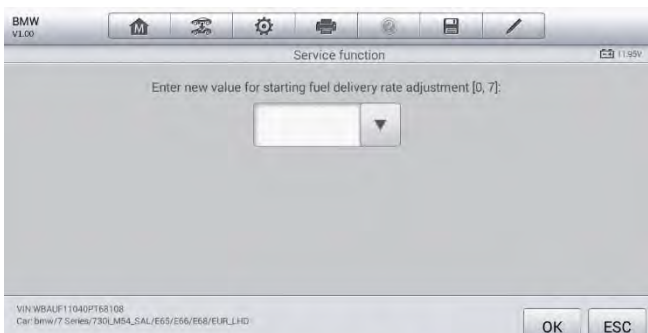 BMW
V1.00
M
Service function
11.95V
Enter new value for starting fuel delivery rate adjustment [0, 7]:
VIN:WBAUF11040PT68108
Car: bmw/7 Series/730i_M54_SAL/E65/E66/E68/EUR_LHD
OK
ESC